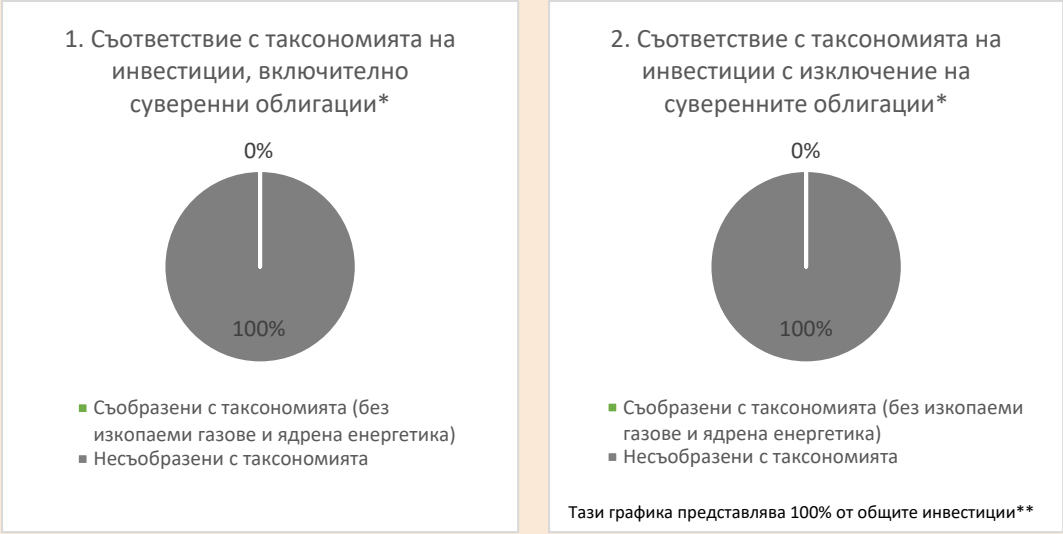 1. Съответствие с таксономията на
инвестиции, включително
суверенни облигации*
0%
100%
Съобразени с таксономията (без
изкопаеми газове и ядрена енергетика)
Несъобразени с таксономията
2. Съответствие с таксономията на
инвестиции с изключение на
суверенните облигации*
0%
100%
Съобразени с таксономията (без изкопаеми
газове и ядрена енергетика)
Несъобразени с таксономията
Тази графика представлява 100% от общите инвестиции**